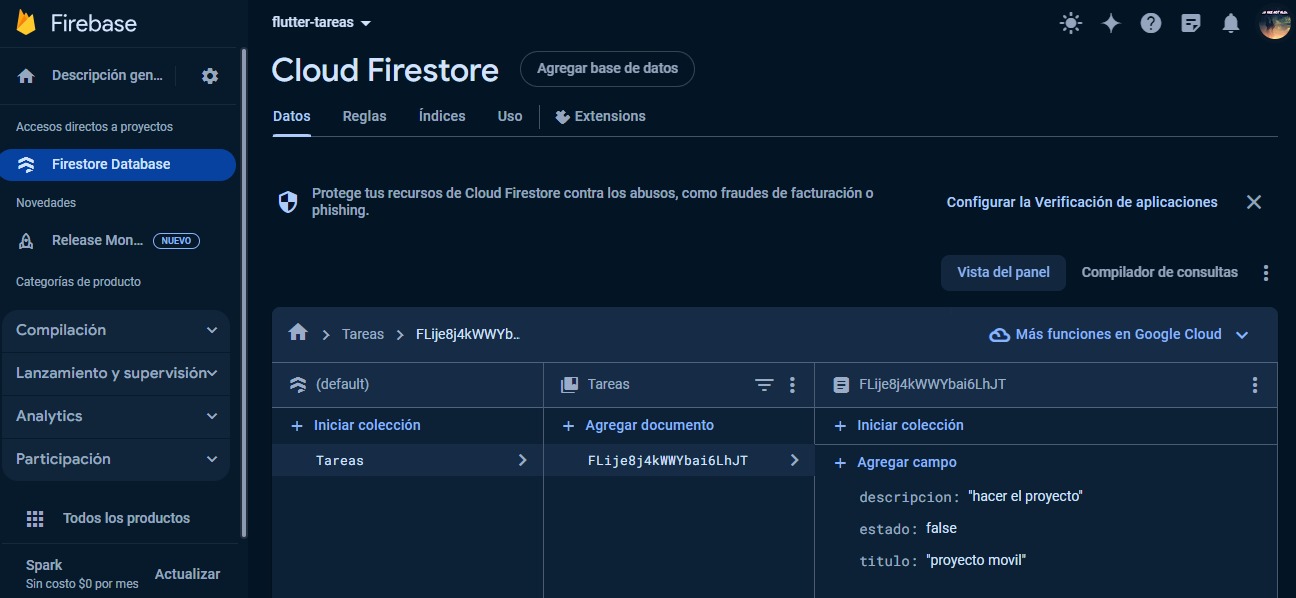 Firebase
flutter-tareas
Descripción gen...
Cloud Firestore
Agregar base de datos
Datos
Reglas
Índices
Uso
Extensions
Accesos directos a proyectos
Firestore Database
Novedades
Release Mon...
NUEVO
Categorías de producto
Compilación
Lanzamiento y supervisión
Analytics
Participación
Todos los productos
Spark
Sin costo $0 por mes
Actualizar
Protege tus recursos de Cloud Firestore contra los abusos, como fraudes de facturación o
phishing.
Configurar la Verificación de aplicaciones
Vista del panel
Compilador de consultas
Tareas
FLije8j4kWWYb...
Más funciones en Google Cloud
(default)
Iniciar colección
Tareas
Tareas
Agregar documento
FLije8j4kWWYbai6LhJT
FLije8j4kWWYbai6LhJT
Iniciar colección
Agregar campo
descripcion: "hacer el proyecto"
estado: false
titulo: "proyecto movil"